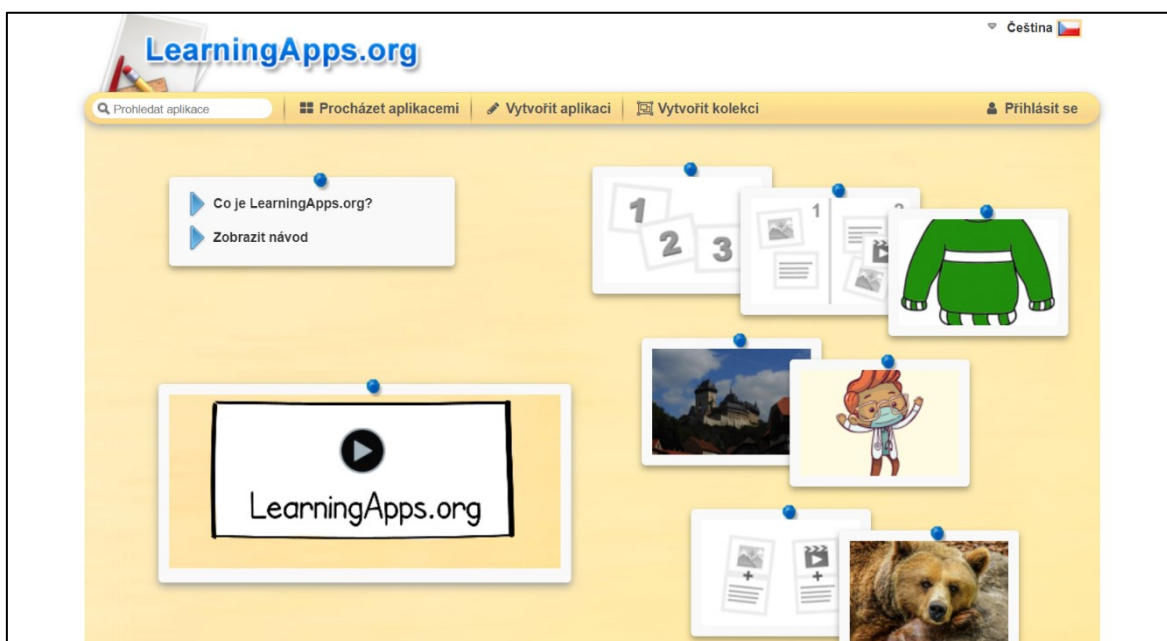 Čeština
LearningApps.org
Prohledat aplikace
Procházet aplikacemi
Vytvořit aplikaci
Vytvořit kolekci
Přihlásit se
Co je LearningApps.org?
Zobrazit návod
1
2
3
1
LearningApps.org
+
+